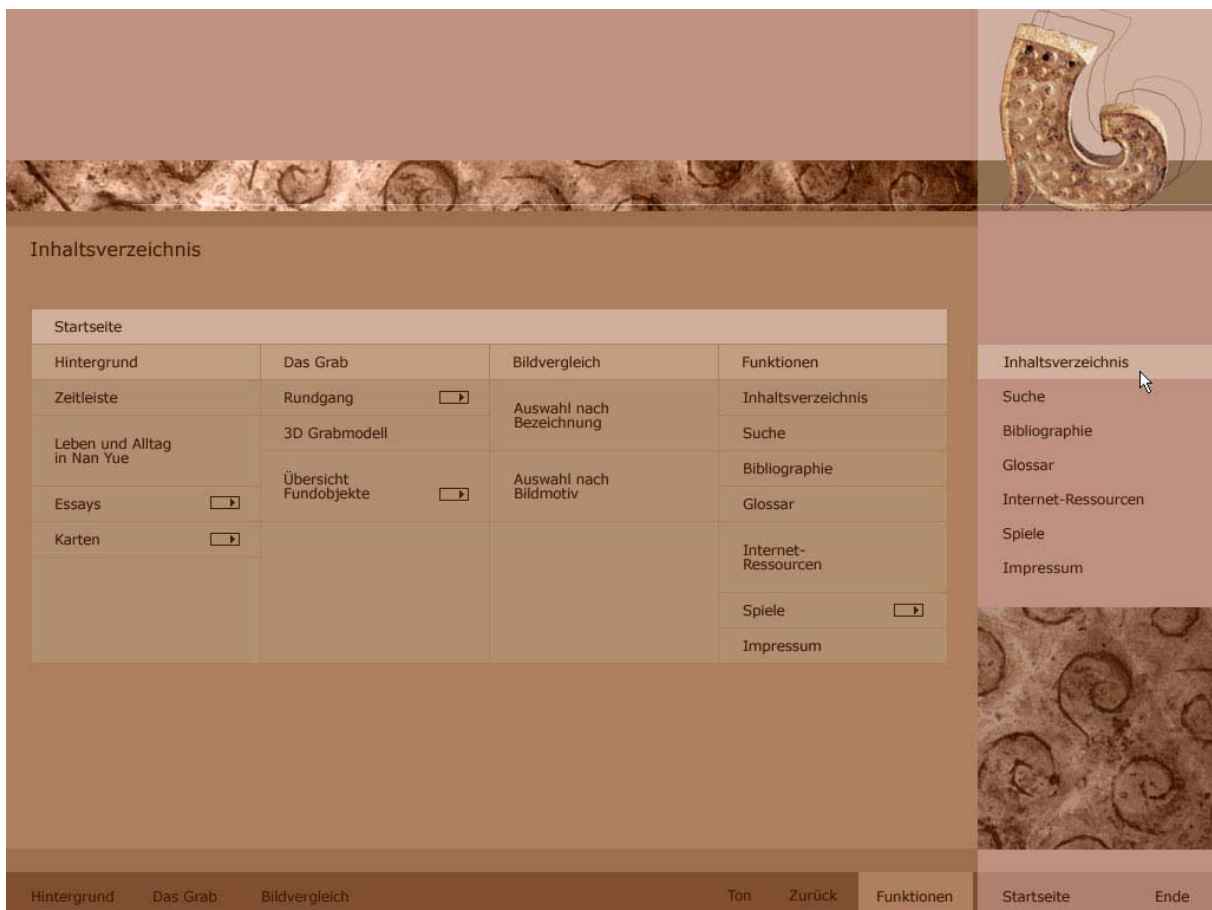 Inhaltsverzeichnis
Startseite
Hintergrund
Zeitleiste
Leben und Alltag
in Nan Yue
Essays
Karten
Das Grab
Rundgang
3D Grabmodell
Übersicht
Fundobjekte
Bildvergleich
Auswahl nach
Bezeichnung
Auswahl nach
Bildmotiv
Funktionen
Inhaltsverzeichnis
Suche
Bibliographie
Glossar
Internet-
Ressourcen
Spiele
Impressum
Inhaltsverzeichnis
Suche
Bibliographie
Glossar
Internet-Ressourcen
Spiele
Impressum
Hintergrund Das Grab Bildvergleich Ton Zurück Funktionen Startseite Ende